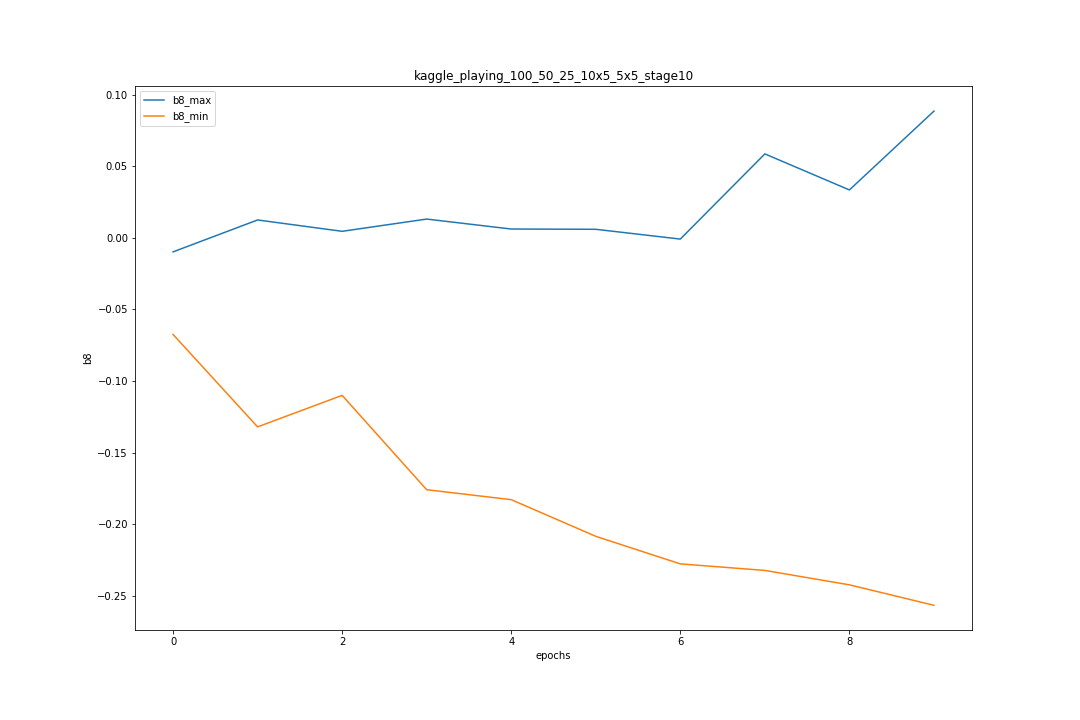 kaggle_playing_100_50_25_10x5_5x5_stage10
b8_max
b8_min
0.10
0.05
0.00
−0.05
−0.10
−0.15
−0.20
−0.25
b8
0 2 4 6 8
epochs